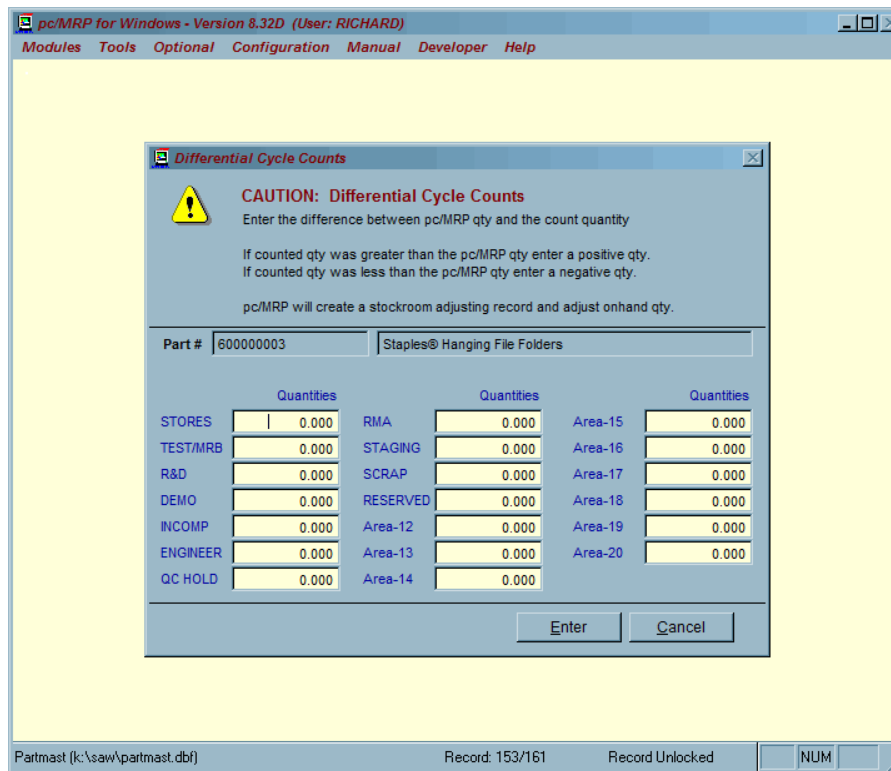 pc/MRP for Windows - Version 8.32D (User: RICHARD)
Modules Tools Optional Configuration Manual Developer Help
Differential Cycle Counts
CAUTION: Differential Cycle Counts
Enter the difference between pc/MRP qty and the count quantity
If counted qty was greater than the pc/MRP qty enter a positive qty.
If counted qty was less than the pc/MRP qty enter a negative qty.
pc/MRP will create a stockroom adjusting record and adjust onhand qty.
Part # 600000003 Staples® Hanging File Folders
Quantities Quantities Quantities
STORES 0.000 RMA 0.000 Area-15 0.000
TEST/MRB 0.000 STAGING 0.000 Area-16 0.000
R&D 0.000 SCRAP 0.000 Area-17 0.000
DEMO 0.000 RESERVED 0.000 Area-18 0.000
INCOMP 0.000 Area-12 0.000 Area-19 0.000
ENGINEER 0.000 Area-13 0.000 Area-20 0.000
QC HOLD 0.000 Area-14 0.000
Enter Cancel
Partmast (k:\saw\partmast.dbf) Record: 153/161 Record Unlocked NUM